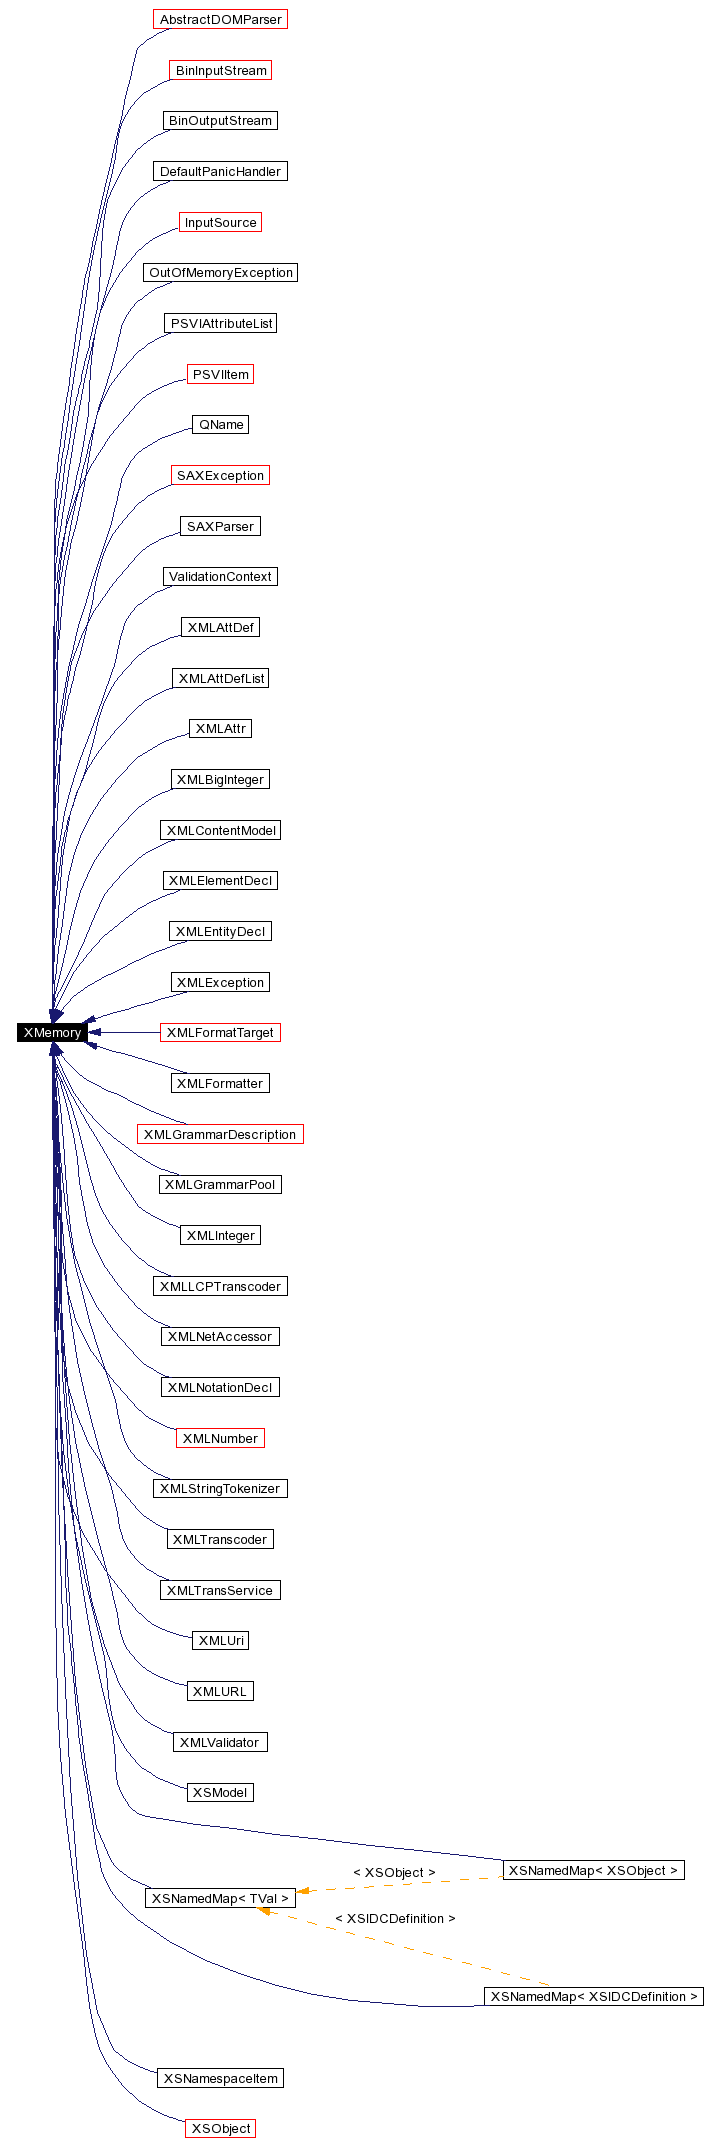 AbstractDOMParser
BinInputStream
BinOutputStream
DefaultPanicHandler
InputSource
OutOfMemoryException
PSVIAttributeList
PSVIItem
QName
SAXException
SAXParser
ValidationContext
XMLAttDef
XMLAttDefList
XMLAttr
XMLBigInteger
XMLContentModel
XMLElementDecl
XMLEntityDecl
XMLException
XMemory
XMLFormatTarget
XMLFormatter
XMLGrammarDescription
XMLGrammarPool
XMLInteger
XMLLCPTranscoder
XMLNetAccessor
XMLNotationDecl
XMLNumber
XMLStringTokenizer
XMLTranscoder
XMLTransService
XMLUri
XMLURL
XMLValidator
XSModel
XSNamedMap< XSObject >
< XSObject >
XSNamedMap< TVal >
< XSIDCDefinition >
XSNamedMap< XSIDCDefinition >
XSNamespaceItem
XSObject